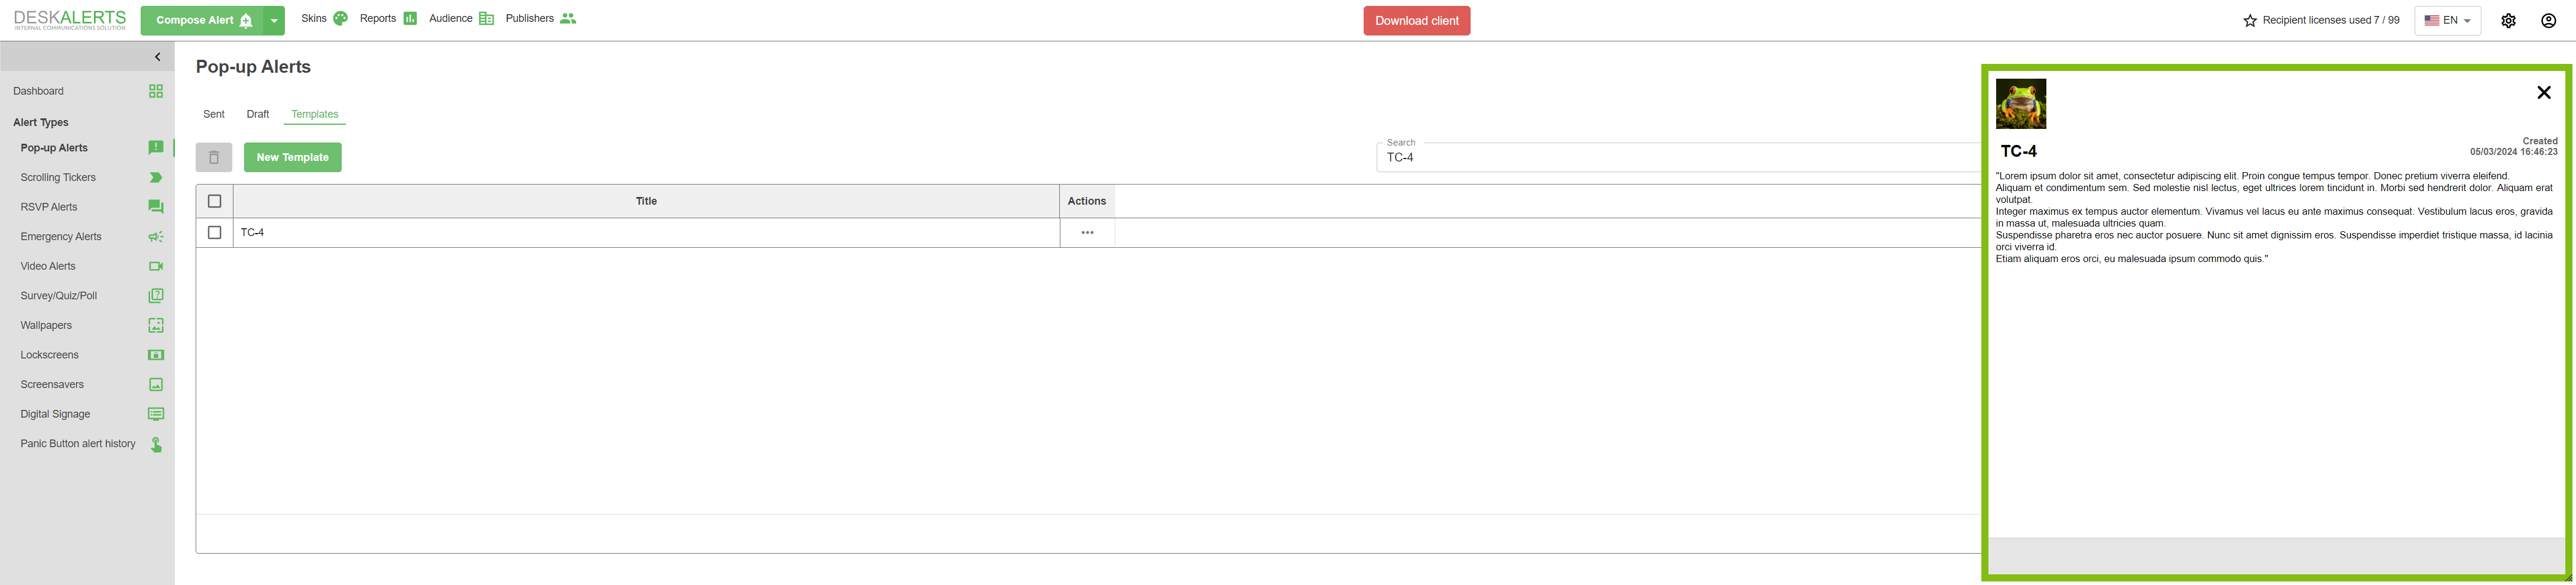 DESKALERTS
INTERNAL COMMUNICATIONS SOLUTION
Compose Alert
Skins
Reports
Audience
Publishers
Download client
Recipient licenses used 7 / 99
EN
Dashboard
Alert Types
Pop-up Alerts
Scrolling Tickers
RSVP Alerts
Emergency Alerts
Video Alerts
Survey/Quiz/Poll
Wallpapers
Lockscreens
Screensavers
Digital Signage
Panic Button alert history
Pop-up Alerts
Sent
Draft
Templates
New Template
Search
TC-4
Title
Actions
TC-4
Created
TC-4
05/03/2024 16:46:23
"Lorem ipsum dolor sit amet, consectetur adipiscing elit. Proin congue tempus tempor. Donec pretium viverra eleifend.
Aliquam et condimentum sem. Sed molestie nisl lectus, eget ultrices lorem tincidunt in. Morbi sed hendrerit dolor. Aliquam erat
volutpat.
Integer maximus ex tempus auctor elementum. Vivamus vel lacus eu ante maximus consequat. Vestibulum lacus eros, gravida
in massa ut, malesuada ultricies quam.
Suspendisse pharetra eros nec auctor posuere. Nunc sit amet dignissim eros. Suspendisse imperdiet tristique massa, id lacinia
orci viverra id.
Etiam aliquam eros orci, eu malesuada ipsum commodo quis."